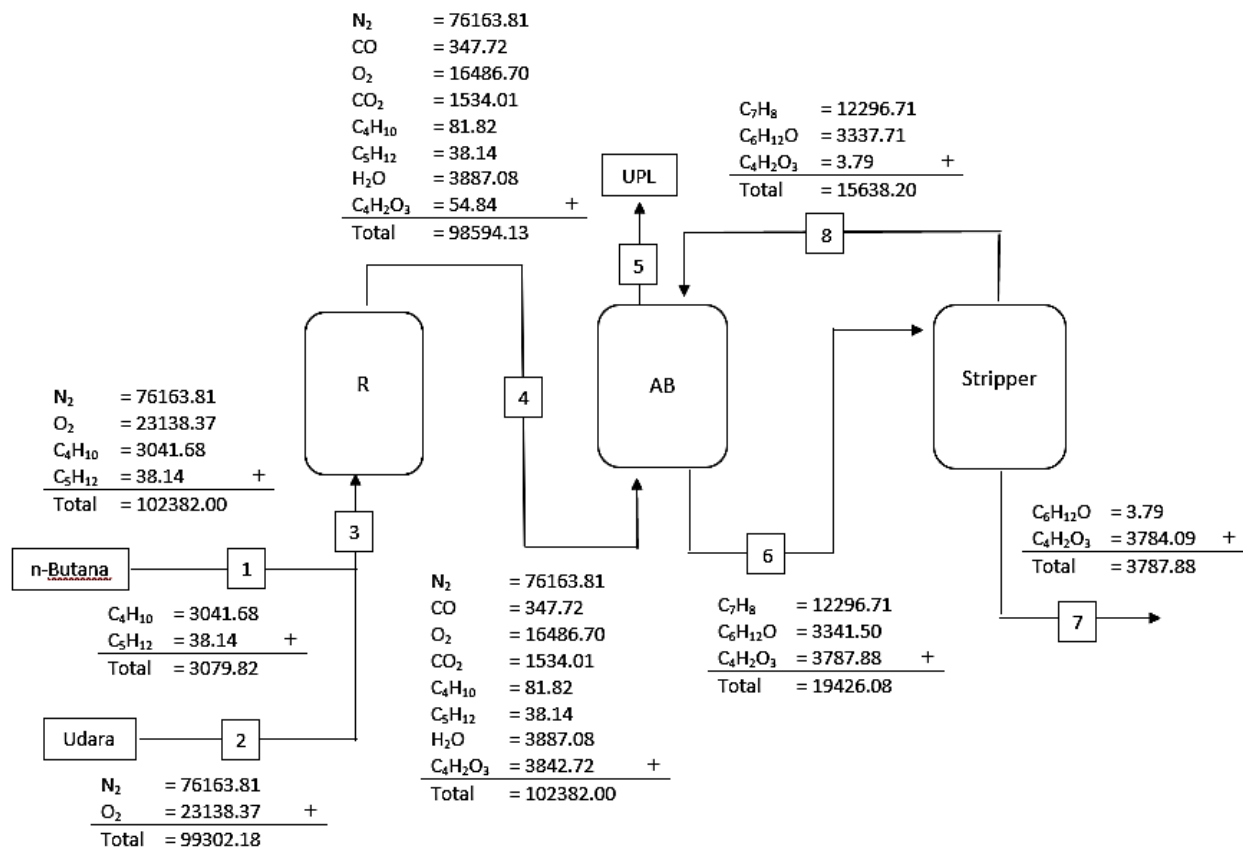 N₂ = 76163.81
CO = 347.72
O₂ = 16486.70
CO₂ = 1534.01
C₄H₁₀ = 81.82
C₅H₁₂ = 38.14
H₂O = 3887.08
C₄H₂O₃ = 54.84 +
Total = 98594.13
C₇H₈ = 12296.71
C₆H₁₂O = 3337.71
C₄H₂O₃ = 3.79 +
Total = 15638.20
UPL
5
8
R
4
AB
Stripper
N₂ = 76163.81
O₂ = 23138.37
C₄H₁₀ = 3041.68
C₅H₁₂ = 38.14 +
Total = 102382.00
3
n-Butana
1
C₄H₁₀ = 3041.68
C₅H₁₂ = 38.14 +
Total = 3079.82
Udara
2
N₂ = 76163.81
O₂ = 23138.37 +
Total = 99302.18
N₂ = 76163.81
CO = 347.72
O₂ = 16486.70
CO₂ = 1534.01
C₄H₁₀ = 81.82
C₅H₁₂ = 38.14
H₂O = 3887.08
C₄H₂O₃ = 3842.72 +
Total = 102382.00
6
C₇H₈ = 12296.71
C₆H₁₂O = 3341.50
C₄H₂O₃ = 3787.88 +
Total = 19426.08
C₆H₁₂O = 3.79
C₄H₂O₃ = 3784.09 +
Total = 3787.88
7